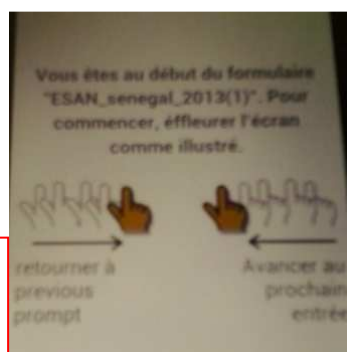 Vous êtes au début du formulaire
"ESAN_senegal_2013(1)". Pour
commencer, éffleurer l'écran
comme illustré.
retourner à
previous
prompt
Avancer au
prochain
entrée